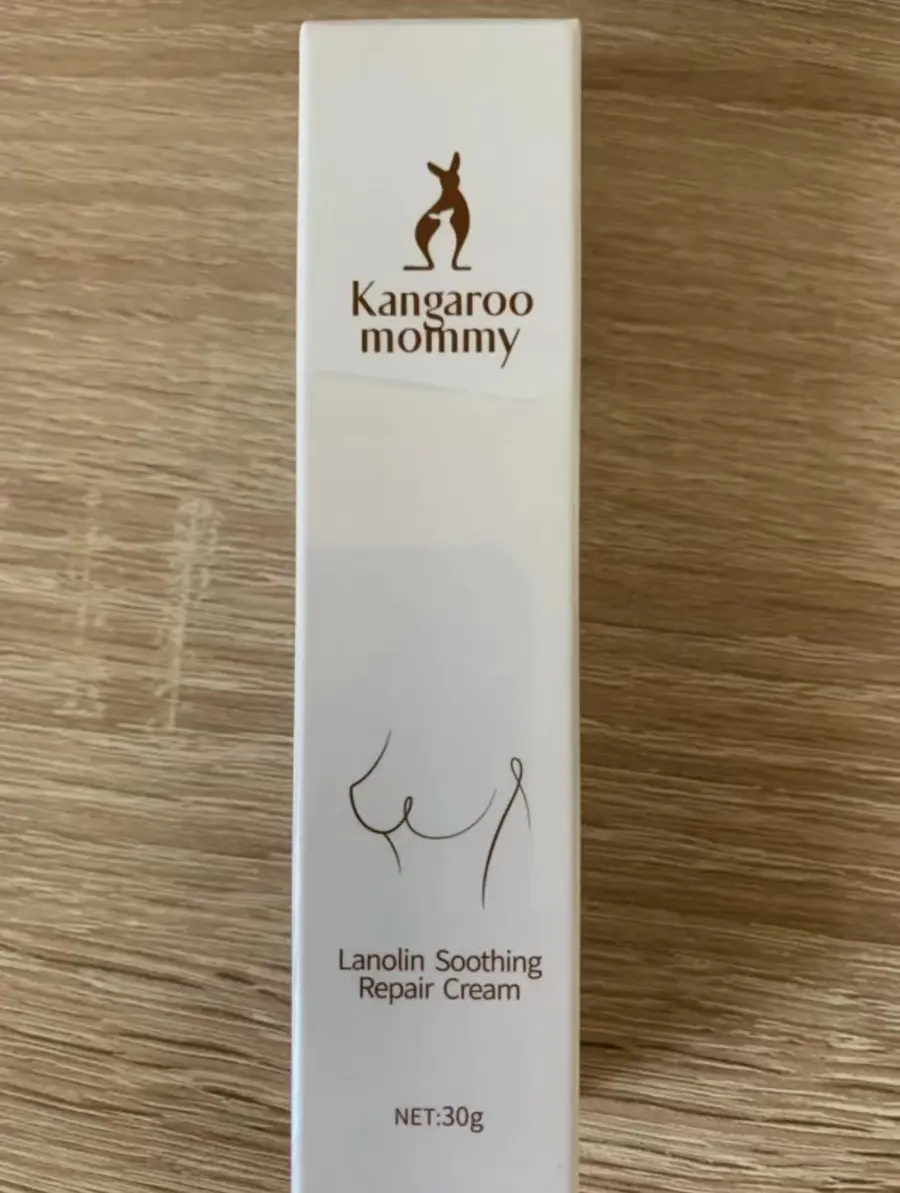 Kangaroo
mommy
Lanolin Soothing
Repair Cream
NET:30g